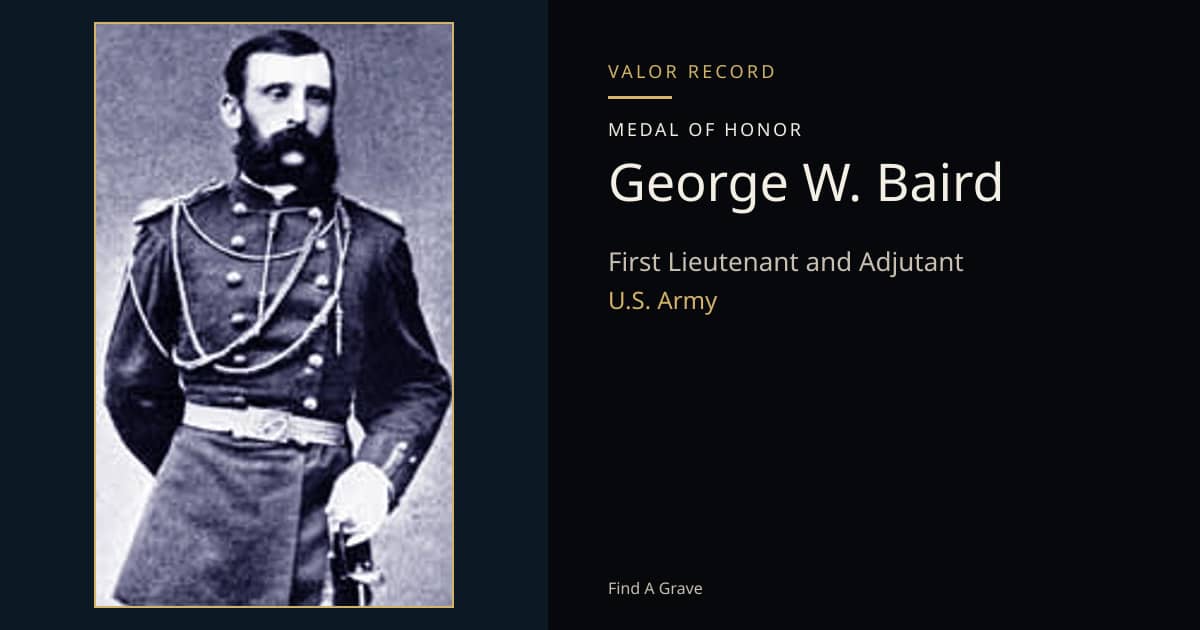 VALOR RECORD
MEDAL OF HONOR
George W. Baird
First Lieutenant and Adjutant
U.S. Army
Find A Grave